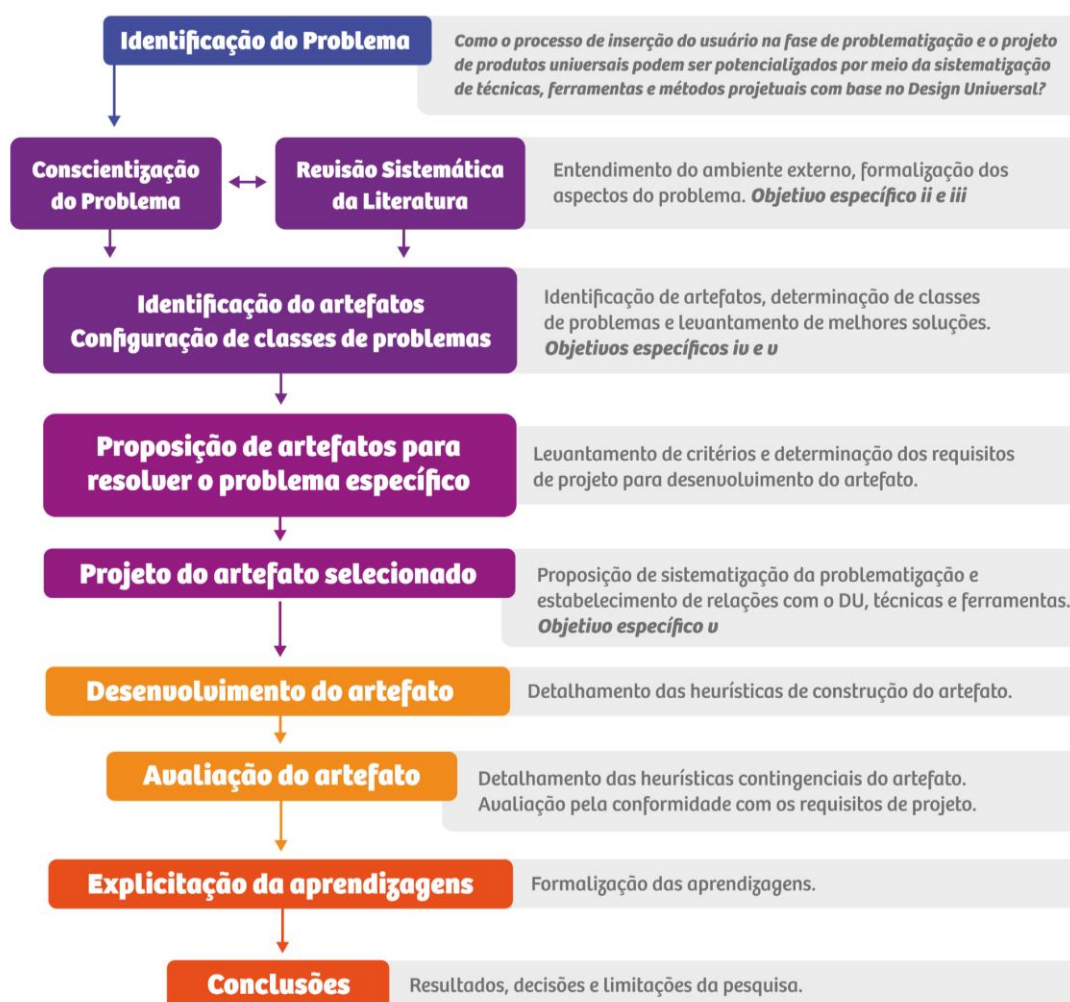 Identificação do Problema
Como o processo de inserção do usuário na fase de problematização e o projeto
de produtos universais podem ser potencializados por meio da sistematização
de técnicas, ferramentas e métodos projetuais com base no Design Universal?
Conscientização
do Problema
Revisão Sistemática
da Literatura
Entendimento do ambiente externo, formalização dos
aspectos do problema. Objetivo específico ii e iii
Identificação do artefatos
Configuração de classes de problemas
Identificação de artefatos, determinação de classes
de problemas e levantamento de melhores soluções.
Objetivos específicos iv e v
Proposição de artefatos para
resolver o problema específico
Levantamento de critérios e determinação dos requisitos
de projeto para desenvolvimento do artefato.
Projeto do artefato selecionado
Proposição de sistematização da problematização e
estabelecimento de relações com o DU, técnicas e ferramentas.
Objetivo específico v
Desenvolvimento do artefato
Detalhamento das heurísticas de construção do artefato.
Avaliação do artefato
Detalhamento das heurísticas contingenciais do artefato.
Avaliação pela conformidade com os requisitos de projeto.
Explicitação da aprendizagens
Formalização das aprendizagens.
Conclusões
Resultados, decisões e limitações da pesquisa.